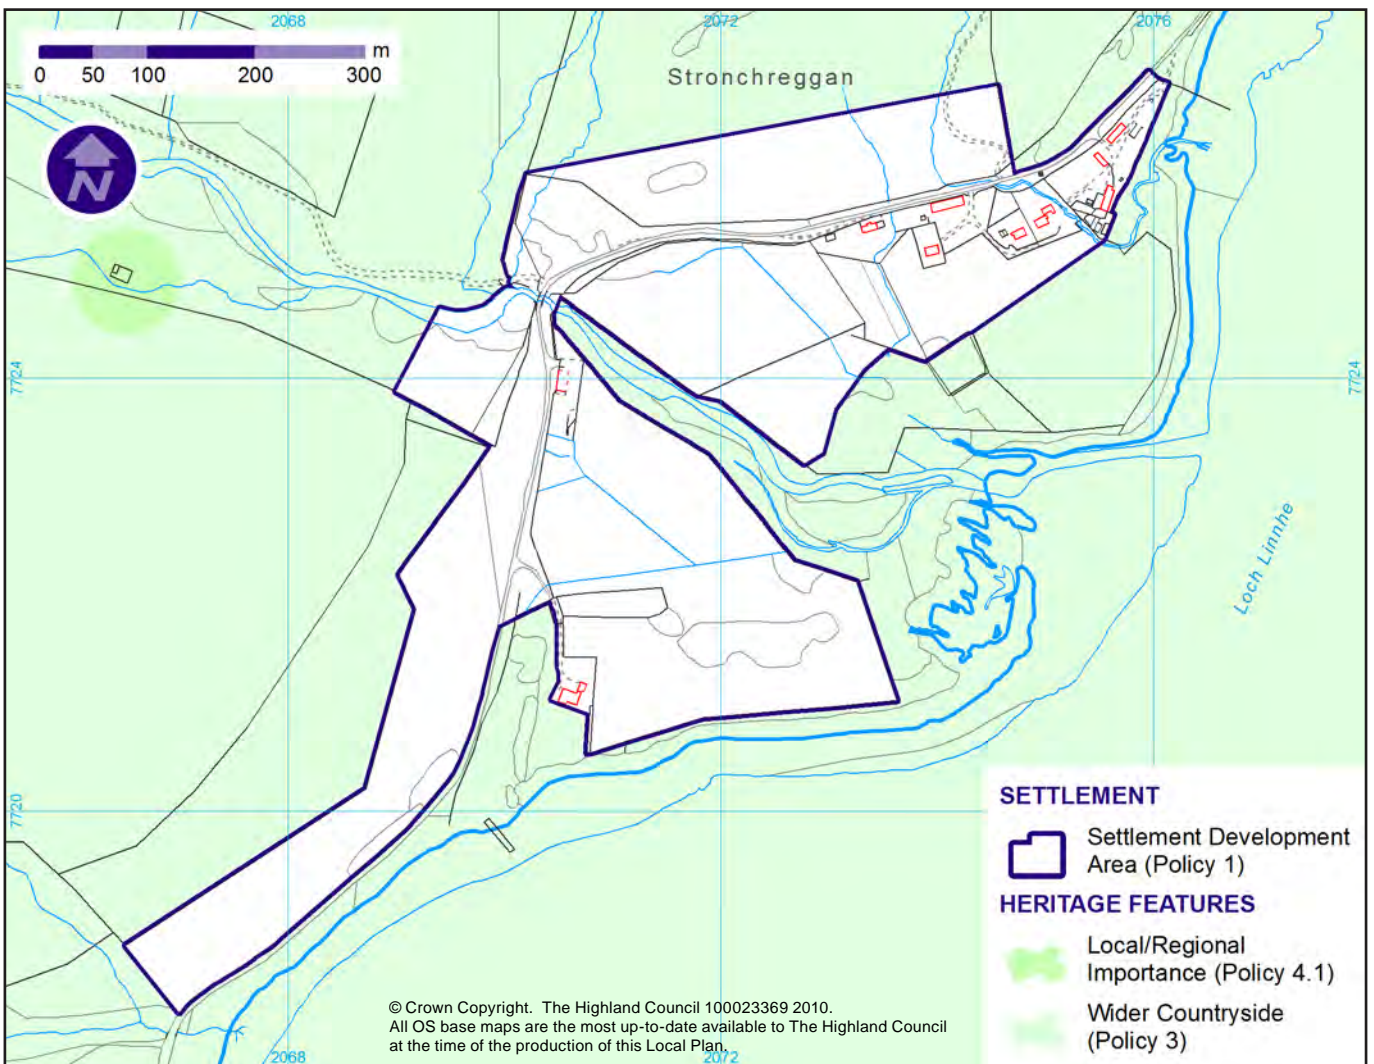 2068
2072
2076
m
0 50 100 200 300
Stronchreggan
N
7724
7724
Loch Linnhe
7720
SETTLEMENT
Settlement Development
Area (Policy 1)
HERITAGE FEATURES
Local/Regional
Importance (Policy 4.1)
Wider Countryside
(Policy 3)
© Crown Copyright. The Highland Council 100023369 2010.
All OS base maps are the most up-to-date available to The Highland Council
at the time of the production of this Local Plan.
2068
2072